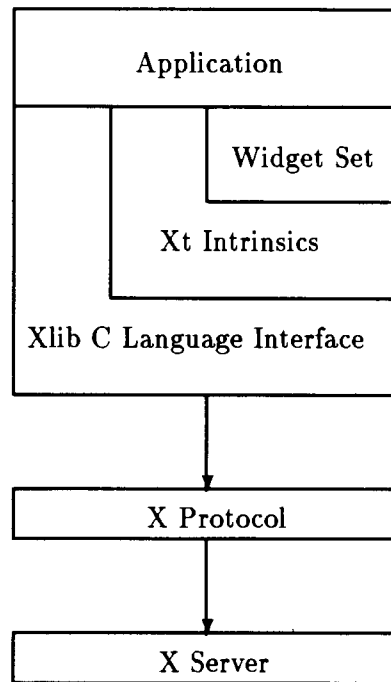 Application
Widget Set
Xt Intrinsics
Xlib C Language Interface
X Protocol
X Server